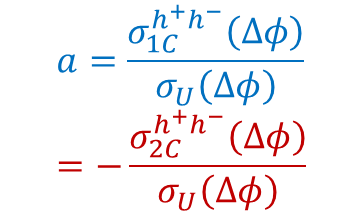 a = σ_{1C}^{h⁺h⁻}(Δϕ) / σ_U(Δϕ)
= − σ_{2C}^{h⁺h⁻}(Δϕ) / σ_U(Δϕ)